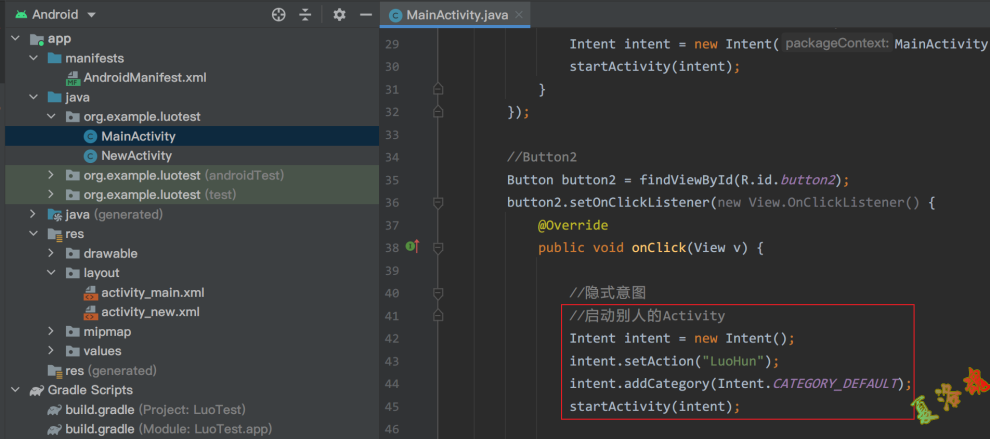 Android
app
manifests
AndroidManifest.xml
java
org.example.luotest
MainActivity
NewActivity
org.example.luotest (androidTest)
org.example.luotest (test)
java (generated)
res
drawable
layout
activity_main.xml
activity_new.xml
mipmap
values
res (generated)
Gradle Scripts
build.gradle (Project: LuoTest)
build.gradle (Module: LuoTest.app)
MainActivity.java
29 Intent intent = new Intent( packageContext: MainActivity
30 startActivity(intent);
31 }
32 });
33
34 //Button2
35 Button button2 = findViewById(R.id.button2);
36 button2.setOnClickListener(new View.OnClickListener() {
37 @Override
38 public void onClick(View v) {
39
40 //隐式意图
41 //启动别人的Activity
42 Intent intent = new Intent();
43 intent.setAction("LuoHun");
44 intent.addCategory(Intent.CATEGORY_DEFAULT);
45 startActivity(intent);
46